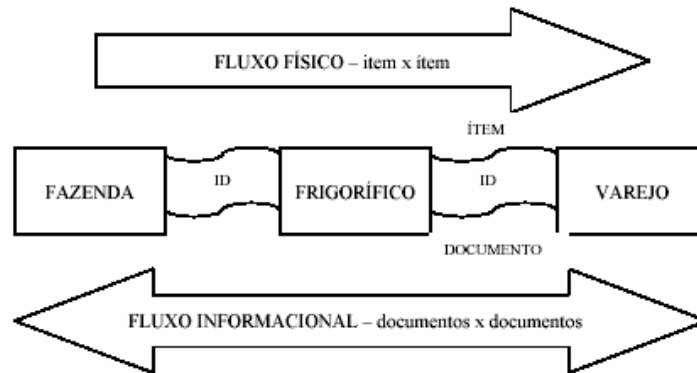 FLUXO FÍSICO – item x ítem
ÍTEM
FAZENDA
ID
FRIGORÍFICO
ID
VAREJO
DOCUMENTO
FLUXO INFORMACIONAL – documentos x documentos